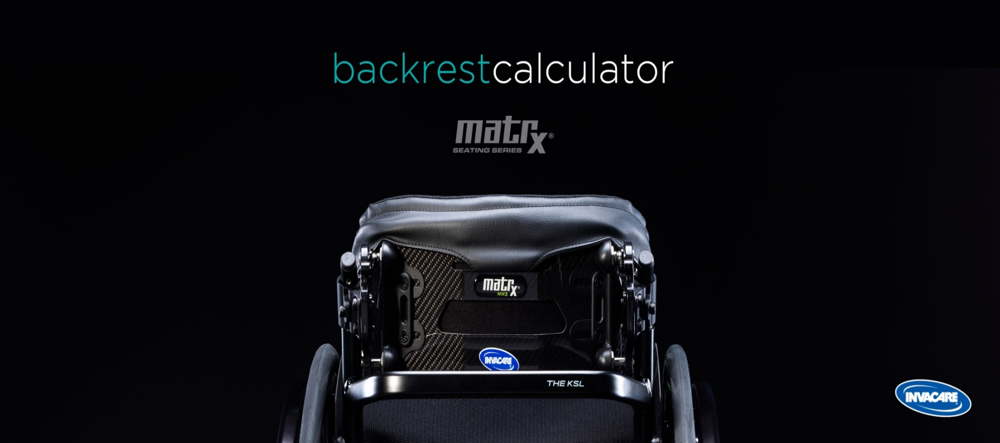 backrestcalculator
matrx®
SEATING SERIES
matrx®
MX2
INVACARE
THE KSL
INVACARE®